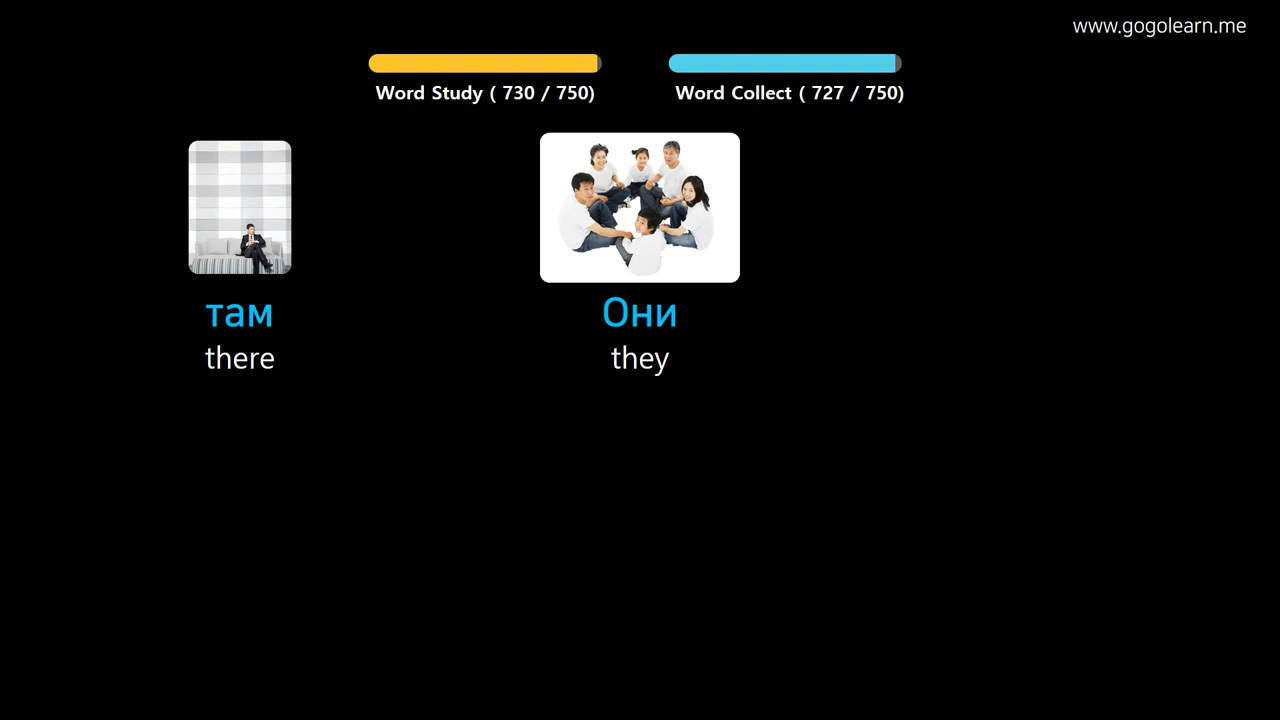 www.gogolearn.me
Word Study ( 730 / 750)
Word Collect ( 727 / 750)
там
there
Они
they